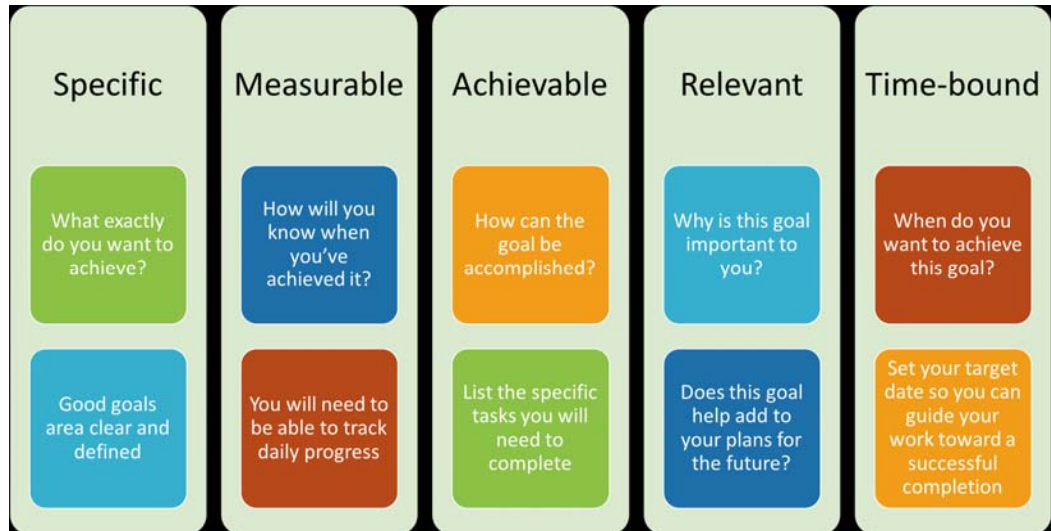 Specific
What exactly
do you want to
achieve?
Good goals
area clear and
defined
Measurable
How will you
know when
you've
achieved it?
You will need to
be able to track
daily progress
Achievable
How can the
goal be
accomplished?
List the specific
tasks you will
need to
complete
Relevant
Why is this goal
important to
you?
Does this goal
help add to
your plans for
the future?
Time-bound
When do you
want to achieve
this goal?
Set your target
date so you can
guide your
work toward a
successful
completion